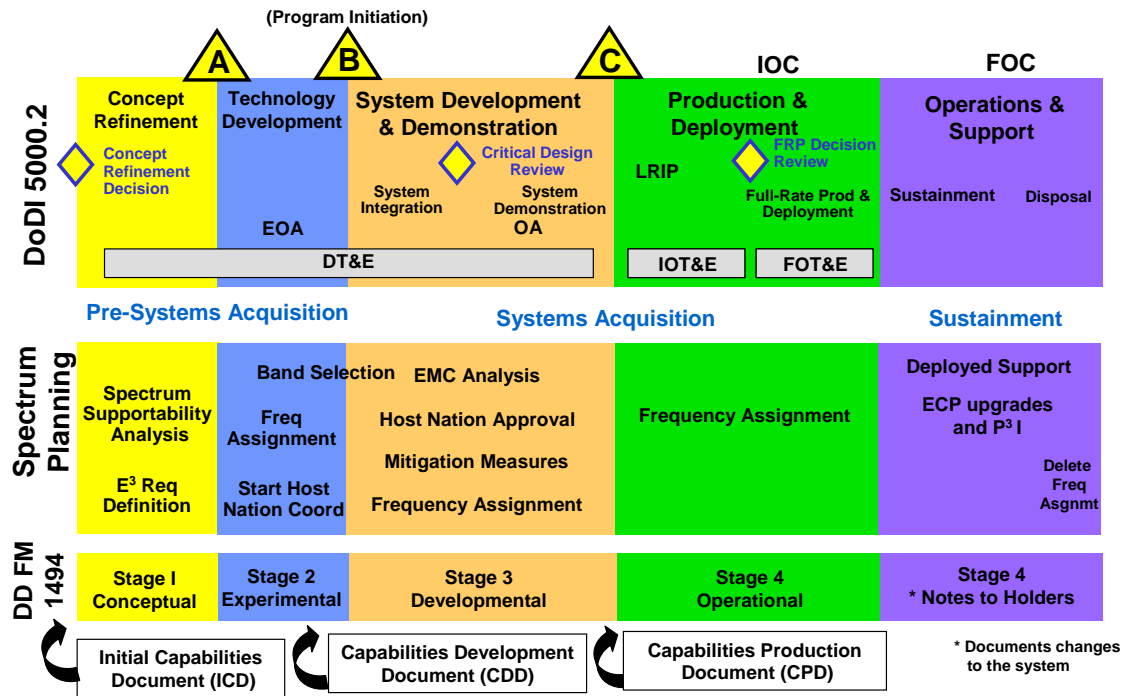 (Program Initiation)
A
B
C
IOC
FOC
DoDI 5000.2
Concept
Refinement
Technology
Development
System Development
& Demonstration
Production &
Deployment
Operations &
Support
Concept
Refinement
Decision
Critical Design
Review
FRP Decision
Review
LRIP
System
Integration
System
Demonstration
OA
EOA
Full-Rate Prod &
Deployment
Sustainment
Disposal
DT&E
IOT&E
FOT&E
Pre-Systems Acquisition
Systems Acquisition
Sustainment
Spectrum
Planning
Spectrum
Supportability
Analysis
E³ Req
Definition
Band Selection
Freq
Assignment
Start Host
Nation Coord
EMC Analysis
Host Nation Approval
Mitigation Measures
Frequency Assignment
Frequency Assignment
Deployed Support
ECP upgrades
and P³ I
Delete
Freq
Asgnmt
DD FM
1494
Stage I
Conceptual
Stage 2
Experimental
Stage 3
Developmental
Stage 4
Operational
Stage 4
* Notes to Holders
Initial Capabilities
Document (ICD)
Capabilities Development
Document (CDD)
Capabilities Production
Document (CPD)
* Documents changes
to the system